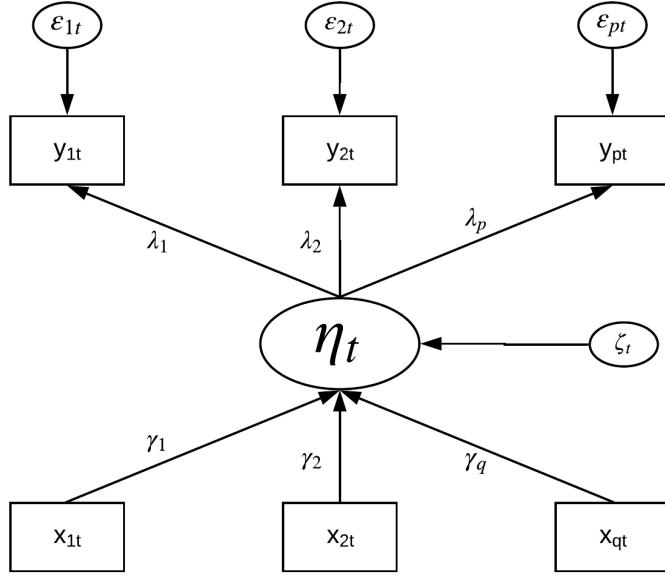 ε1t ε2t εpt
y1t y2t ypt
λ1 λ2 λp
ηt ζt
γ1 γ2 γq
x1t x2t xqt